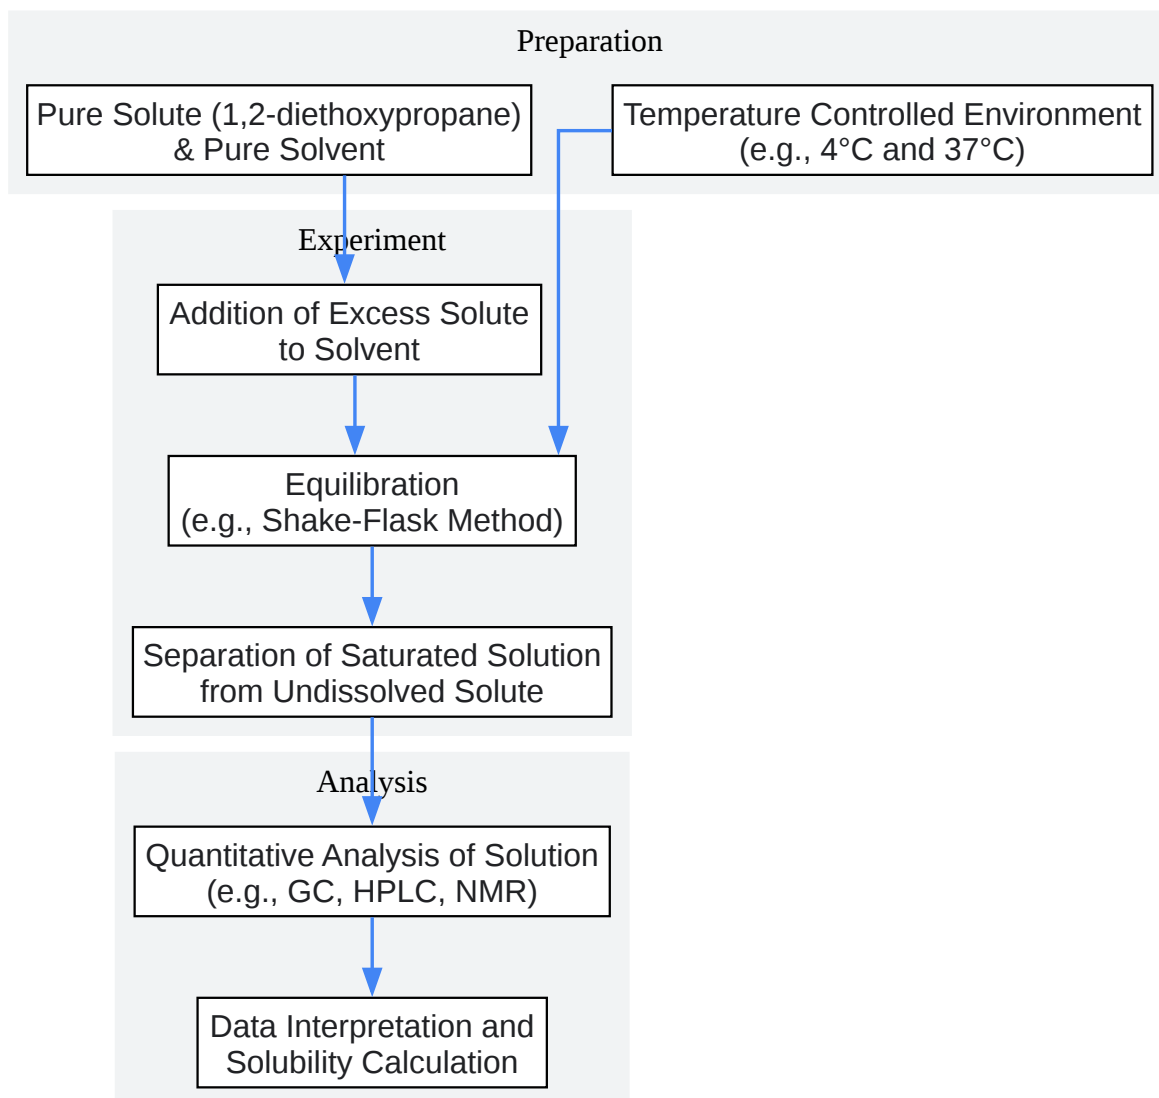 Preparation
Pure Solute (1,2-diethoxypropane)
& Pure Solvent
Temperature Controlled Environment
(e.g., 4°C and 37°C)
Experiment
Addition of Excess Solute
to Solvent
Equilibration
(e.g., Shake-Flask Method)
Separation of Saturated Solution
from Undissolved Solute
Analysis
Quantitative Analysis of Solution
(e.g., GC, HPLC, NMR)
Data Interpretation and
Solubility Calculation